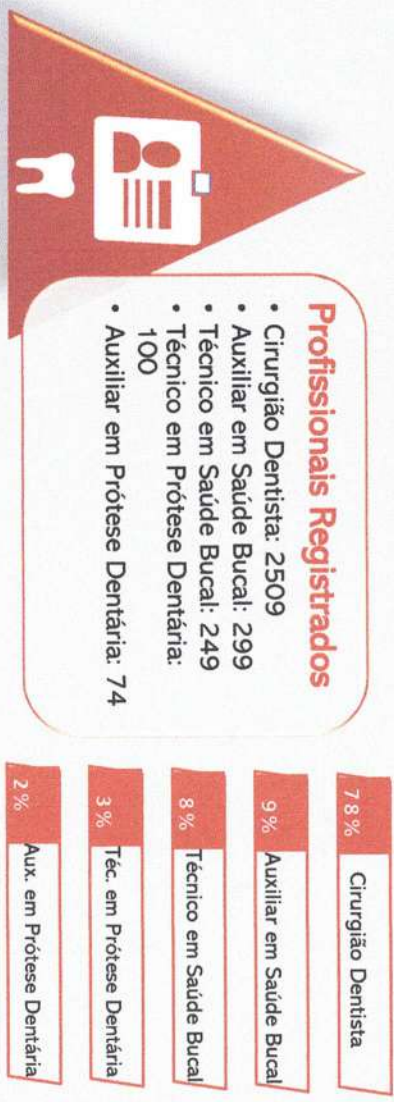 Profissionais Registrados
• Cirurgião Dentista: 2509
• Auxiliar em Saúde Bucal: 299
• Técnico em Saúde Bucal: 249
• Técnico em Prótese Dentária:
100
• Auxiliar em Prótese Dentária: 74
78% Cirurgião Dentista
9% Auxiliar em Saúde Bucal
8% Técnico em Saúde Bucal
3% Téc. em Prótese Dentária
2% Aux. em Prótese Dentária